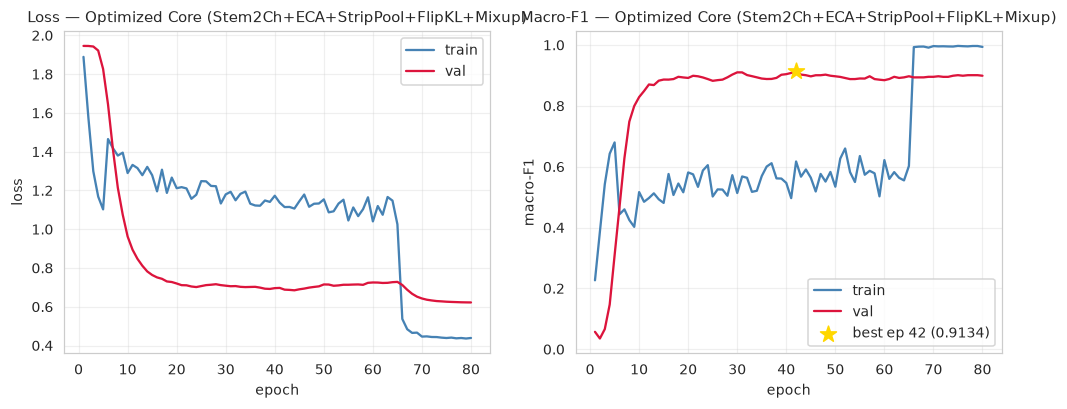 Loss — Optimized Core (Stem2Ch+ECA+StripPool+FlipKL+Mixup)
2.0
1.8
1.6
1.4
1.2
1.0
0.8
0.6
0.4
loss
0 10 20 30 40 50 60 70 80
epoch
train
val
Macro-F1 — Optimized Core (Stem2Ch+ECA+StripPool+FlipKL+Mixup)
1.0
0.8
0.6
0.4
0.2
0.0
macro-F1
0 10 20 30 40 50 60 70 80
epoch
train
val
best ep 42 (0.9134)